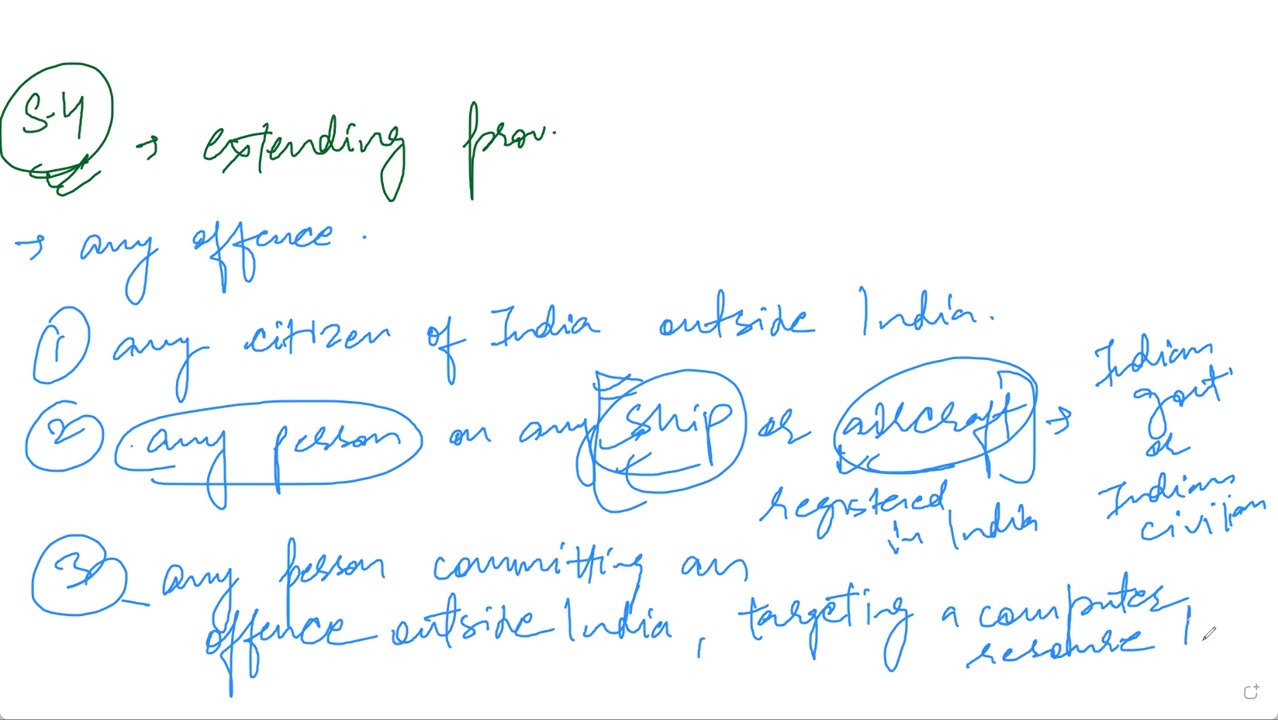 S-4 → extending prov.
→ any offence.
① any citizen of India outside India.
② any person on any ship or aircraft →
registered
in India
Indian
govt
or
Indian
civilian
③ any person committing an
offence outside India, targeting a computer
resource